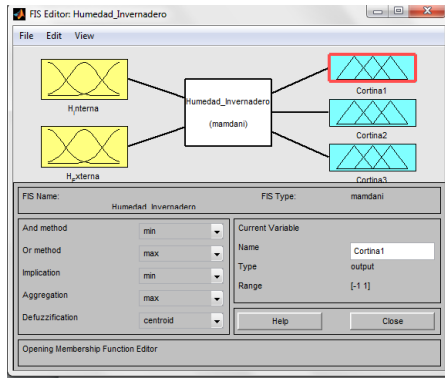 FIS Editor: Humedad_Invernadero
File Edit View
H_Interna
Humedad_Invernadero
(mamdani)
H_Externa
Cortina1
Cortina2
Cortina3
FIS Name: Humedad_Invernadero FIS Type: mamdani
And method min
Or method max
Implication min
Aggregation max
Defuzzification centroid
Current Variable
Name Cortina1
Type output
Range [-1 1]
Help Close
Opening Membership Function Editor